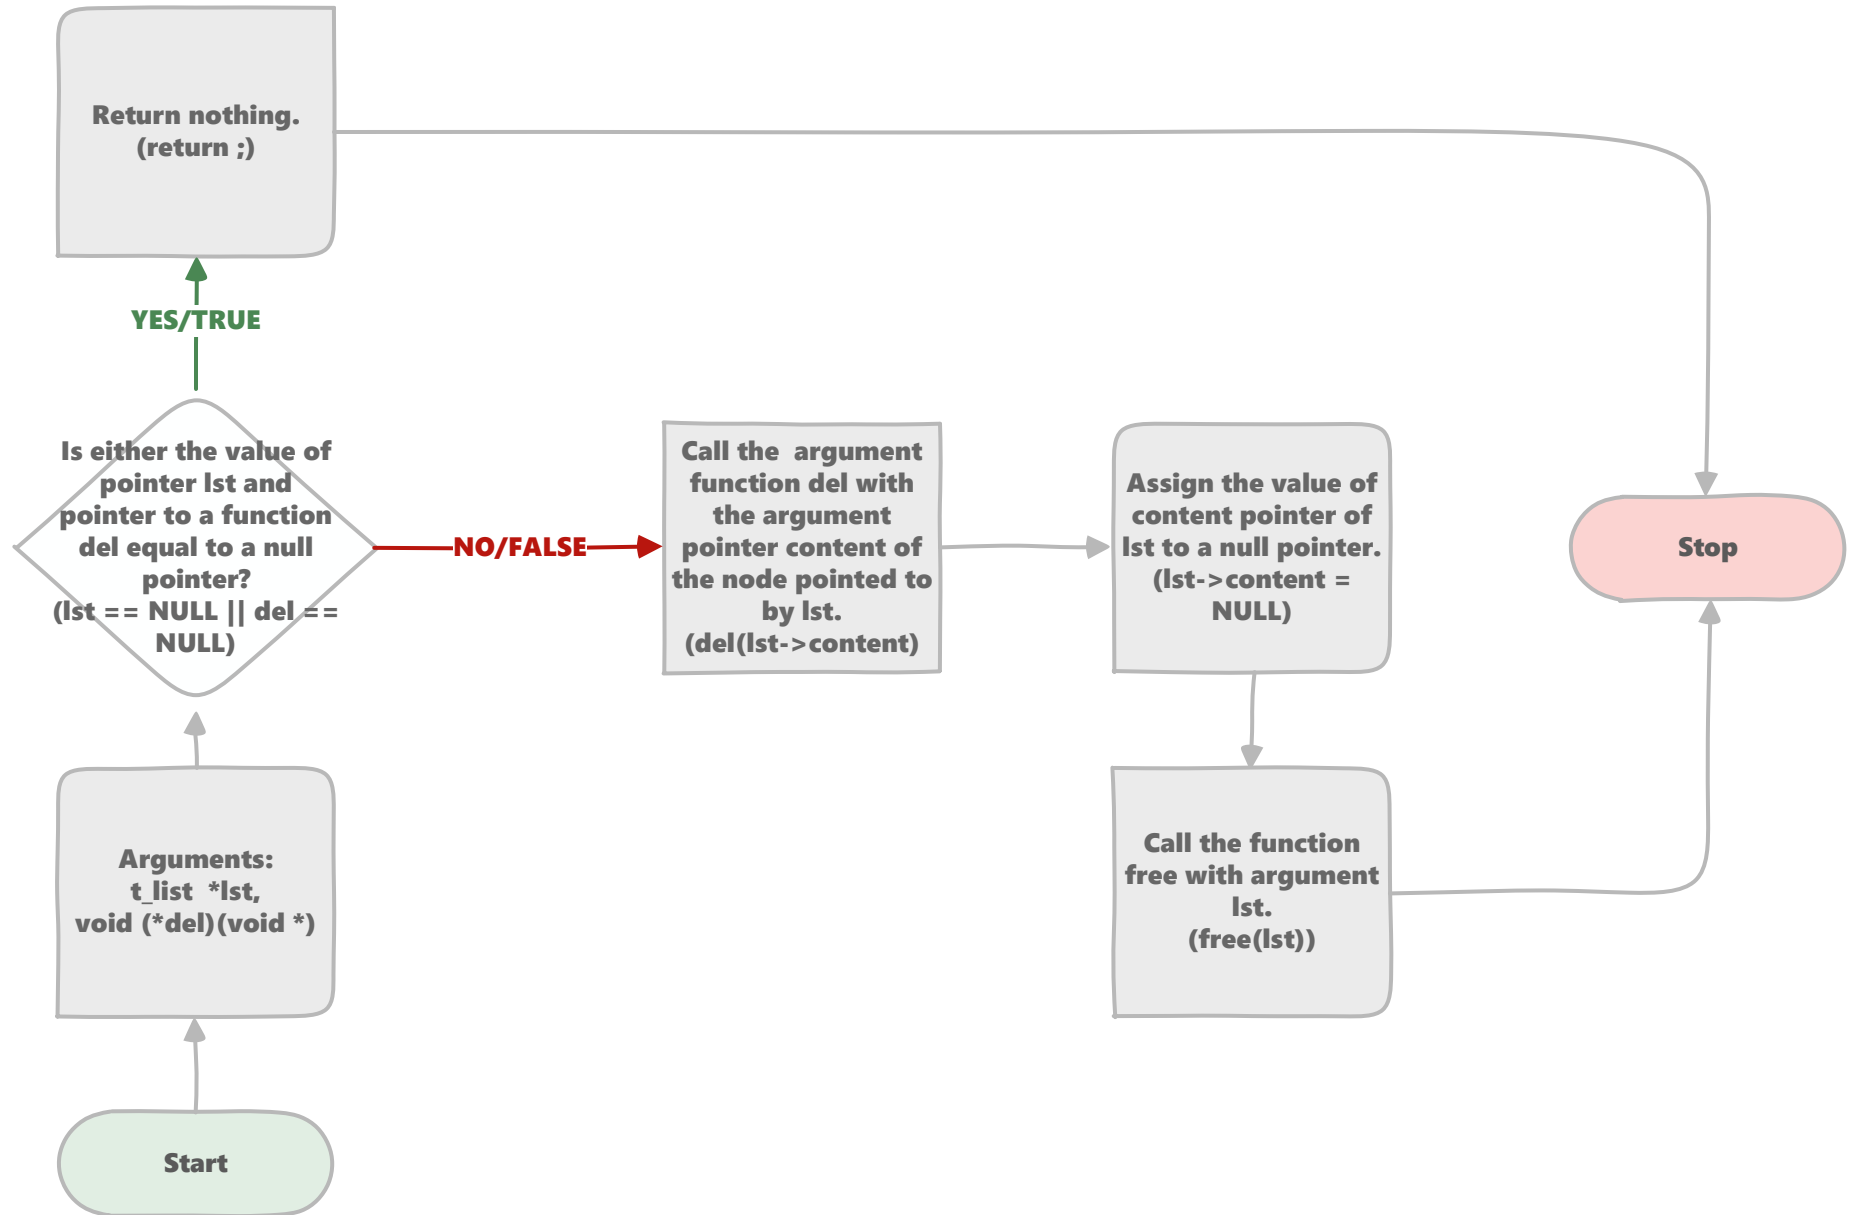 Return nothing.
(return ;)
YES/TRUE
Is either the value of
pointer lst and
pointer to a function
del equal to a null
pointer?
(lst == NULL || del ==
NULL)
NO/FALSE
Call the  argument
function del with
the argument
pointer content of
the node pointed to
by lst.
(del(lst->content)
Assign the value of
content pointer of
lst to a null pointer.
(lst->content =
NULL)
Stop
Arguments:
t_list  *lst,
void (*del)(void *)
Call the function
free with argument
lst.
(free(lst))
Start